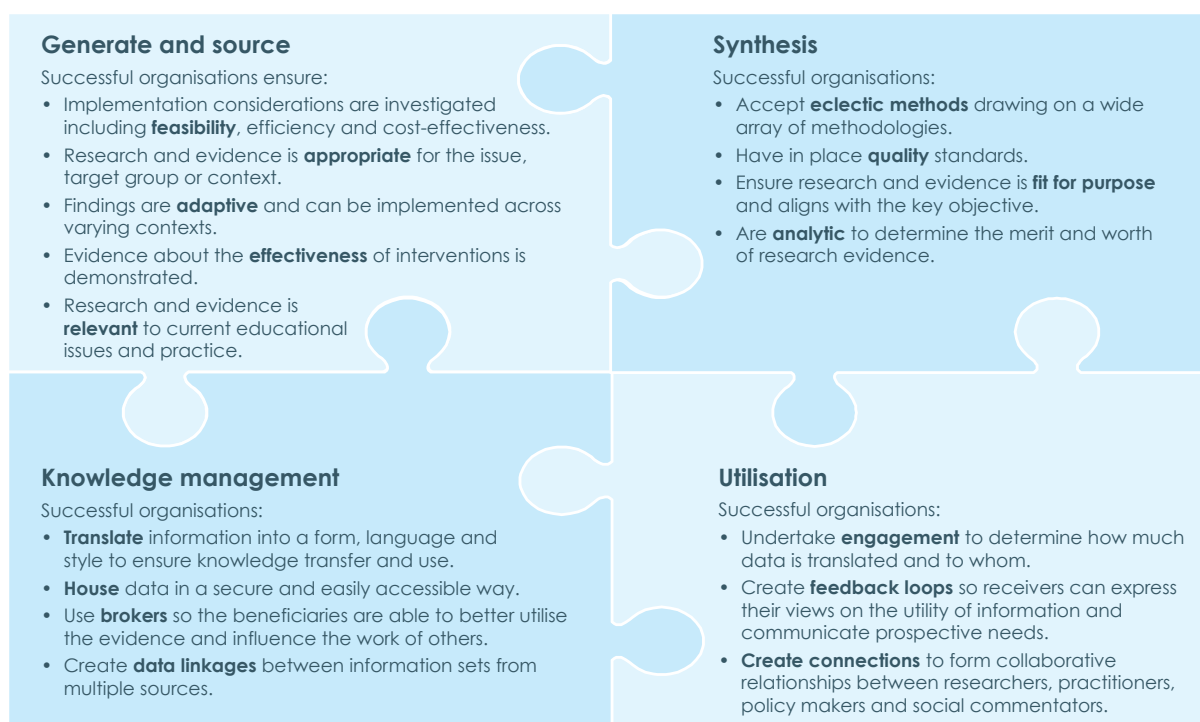 Generate and source
Successful organisations ensure:
• Implementation considerations are investigated
including feasibility, efficiency and cost-effectiveness.
• Research and evidence is appropriate for the issue,
target group or context.
• Findings are adaptive and can be implemented across
varying contexts.
• Evidence about the effectiveness of interventions is
demonstrated.
• Research and evidence is
relevant to current educational
issues and practice.
Synthesis
Successful organisations:
• Accept eclectic methods drawing on a wide
array of methodologies.
• Have in place quality standards.
• Ensure research and evidence is fit for purpose
and aligns with the key objective.
• Are analytic to determine the merit and worth
of research evidence.
Knowledge management
Successful organisations:
• Translate information into a form, language and
style to ensure knowledge transfer and use.
• House data in a secure and easily accessible way.
• Use brokers so the beneficiaries are able to better utilise
the evidence and influence the work of others.
• Create data linkages between information sets from
multiple sources.
Utilisation
Successful organisations:
• Undertake engagement to determine how much
data is translated and to whom.
• Create feedback loops so receivers can express
their views on the utility of information and
communicate prospective needs.
• Create connections to form collaborative
relationships between researchers, practitioners,
policy makers and social commentators.